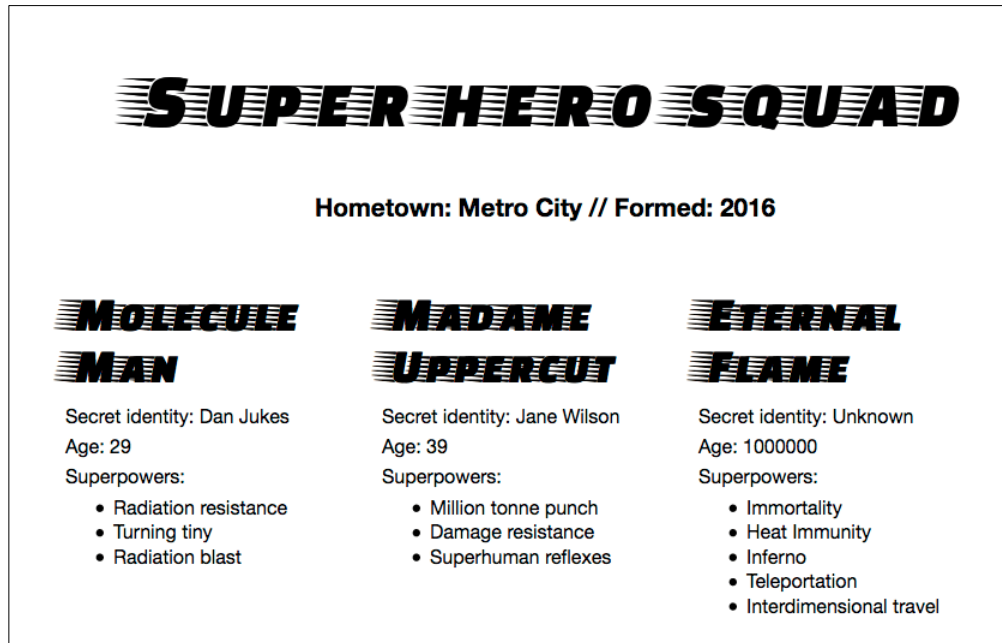 Super hero squad
Hometown: Metro City // Formed: 2016
Molecule
Man
Secret identity: Dan Jukes
Age: 29
Superpowers:
• Radiation resistance
• Turning tiny
• Radiation blast
Madame
Uppercut
Secret identity: Jane Wilson
Age: 39
Superpowers:
• Million tonne punch
• Damage resistance
• Superhuman reflexes
Eternal
Flame
Secret identity: Unknown
Age: 1000000
Superpowers:
• Immortality
• Heat Immunity
• Inferno
• Teleportation
• Interdimensional travel